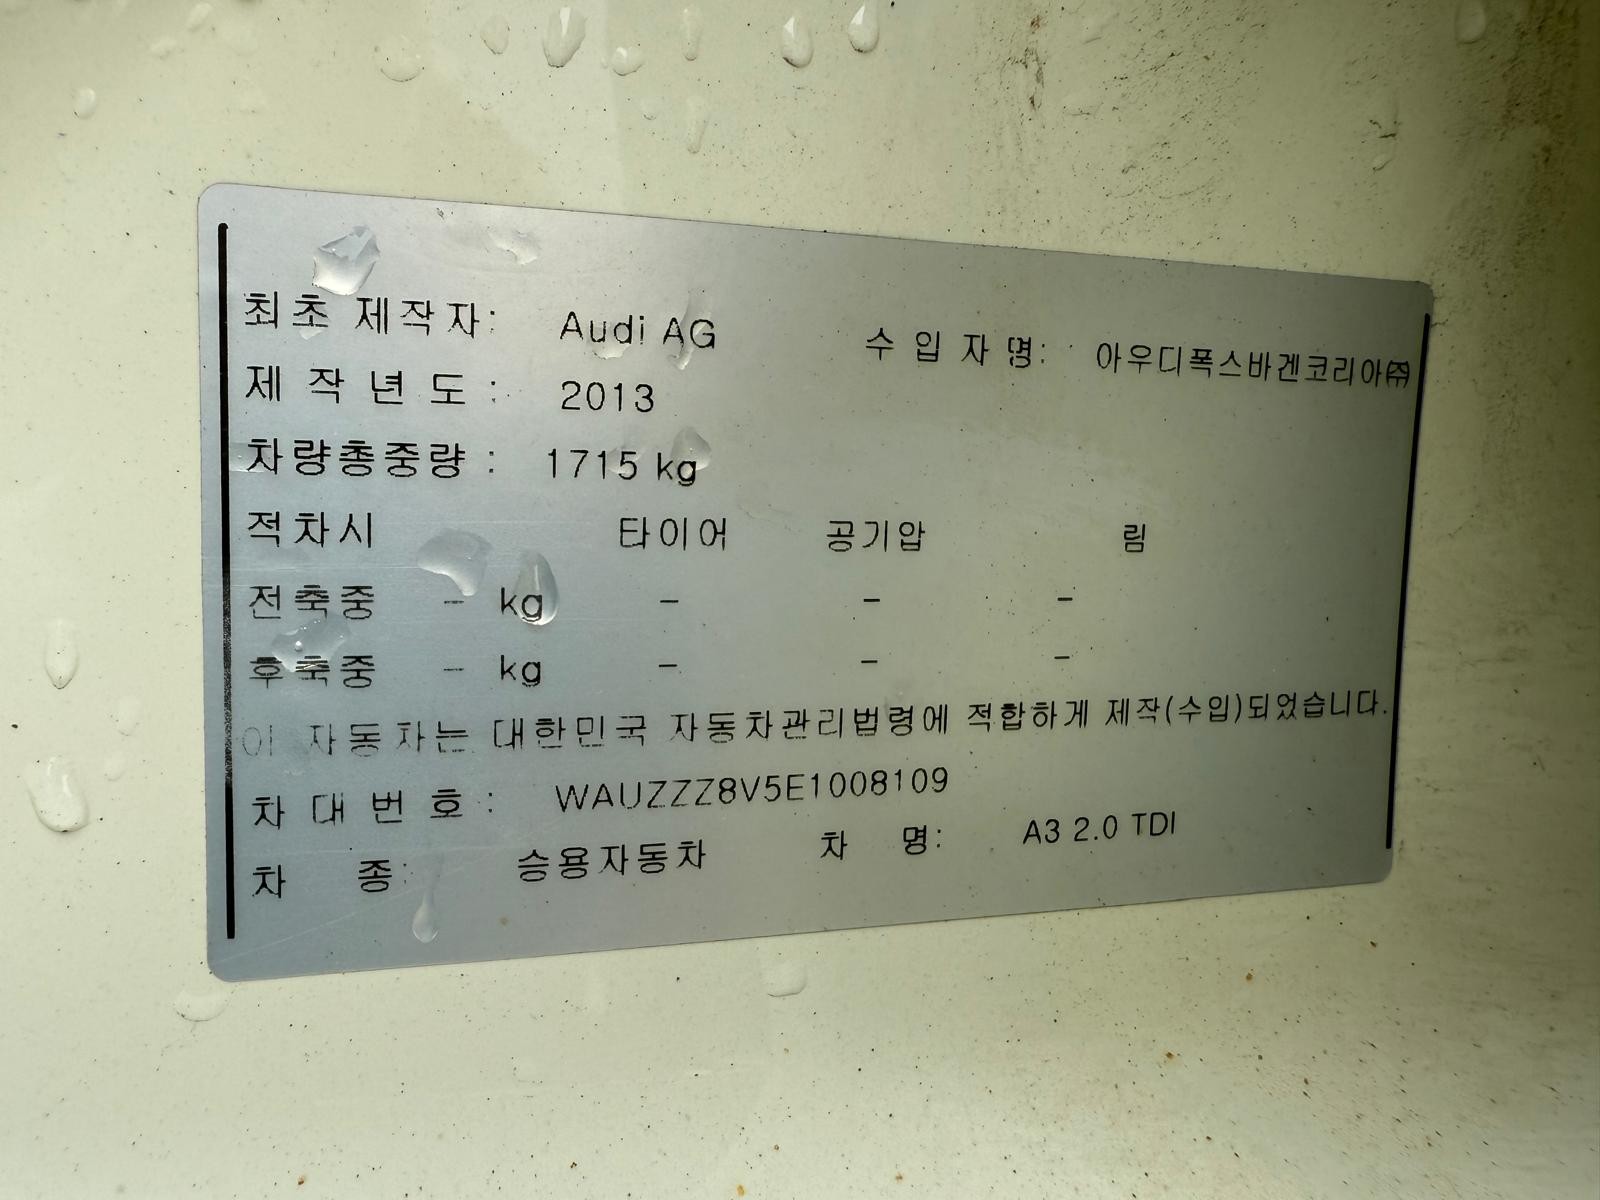 최초 제작자: Audi AG 수 입 자 명: 아우디폭스바겐코리아㈜
제 작 년 도 : 2013
차량총중량 : 1715 kg
적차시 타이어 공기압 림
전축중 - kg - - -
후축중 - kg - - -
이 자동차는 대한민국 자동차관리법령에 적합하게 제작(수입)되었습니다.
차 대 번 호 : WAUZZZ8V5E1008109
차 종: 승용자동차 차 명: A3 2.0 TDI